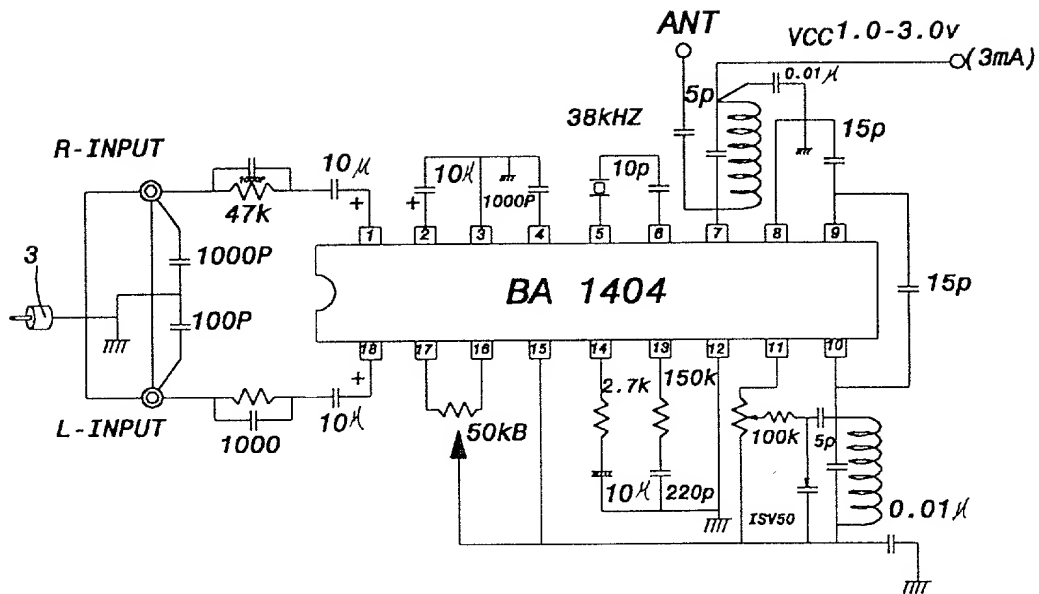 ANT
VCC 1.0-3.0v
(3mA)
0.01μ
5p
38kHZ
15p
R-INPUT
10μ
10μ
10p
1000P
47k
1 2 3 4 5 6 7 8 9
3
1000P
BA 1404
15p
100P
18 17 16 15 14 13 12 11 10
2.7k
150k
L-INPUT
1000
10μ
50kB
100k
5p
10μ
220p
ISV50
0.01μ